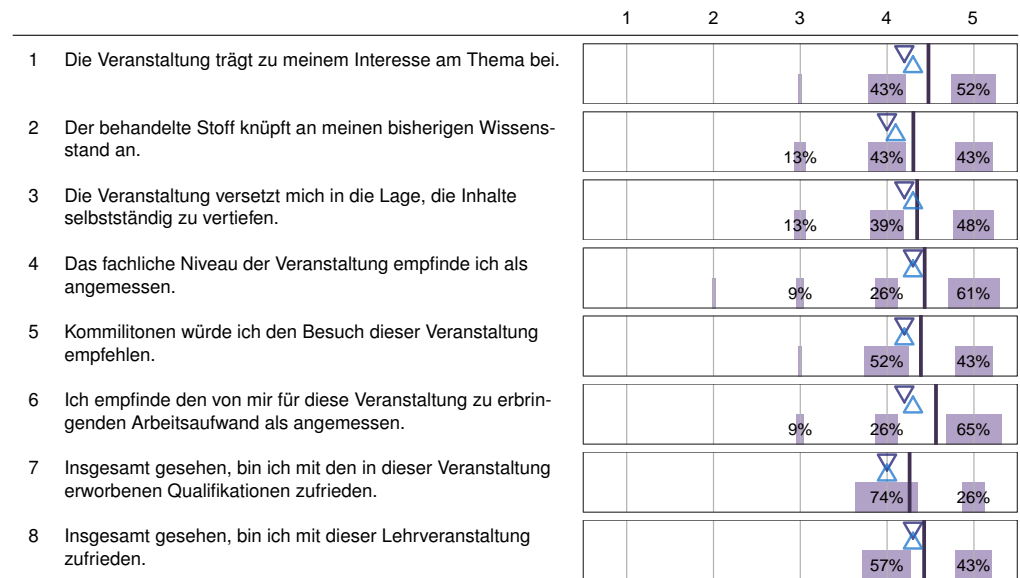 1 2 3 4 5
1 Die Veranstaltung trägt zu meinem Interesse am Thema bei.
43% 52%
2 Der behandelte Stoff knüpft an meinen bisherigen Wissens-
stand an.
13% 43% 43%
3 Die Veranstaltung versetzt mich in die Lage, die Inhalte
selbstständig zu vertiefen.
13% 39% 48%
4 Das fachliche Niveau der Veranstaltung empfinde ich als
angemessen.
9% 26% 61%
5 Kommilitonen würde ich den Besuch dieser Veranstaltung
empfehlen.
52% 43%
6 Ich empfinde den von mir für diese Veranstaltung zu erbrin-
genden Arbeitsaufwand als angemessen.
9% 26% 65%
7 Insgesamt gesehen, bin ich mit den in dieser Veranstaltung
erworbenen Qualifikationen zufrieden.
74% 26%
8 Insgesamt gesehen, bin ich mit dieser Lehrveranstaltung
zufrieden.
57% 43%